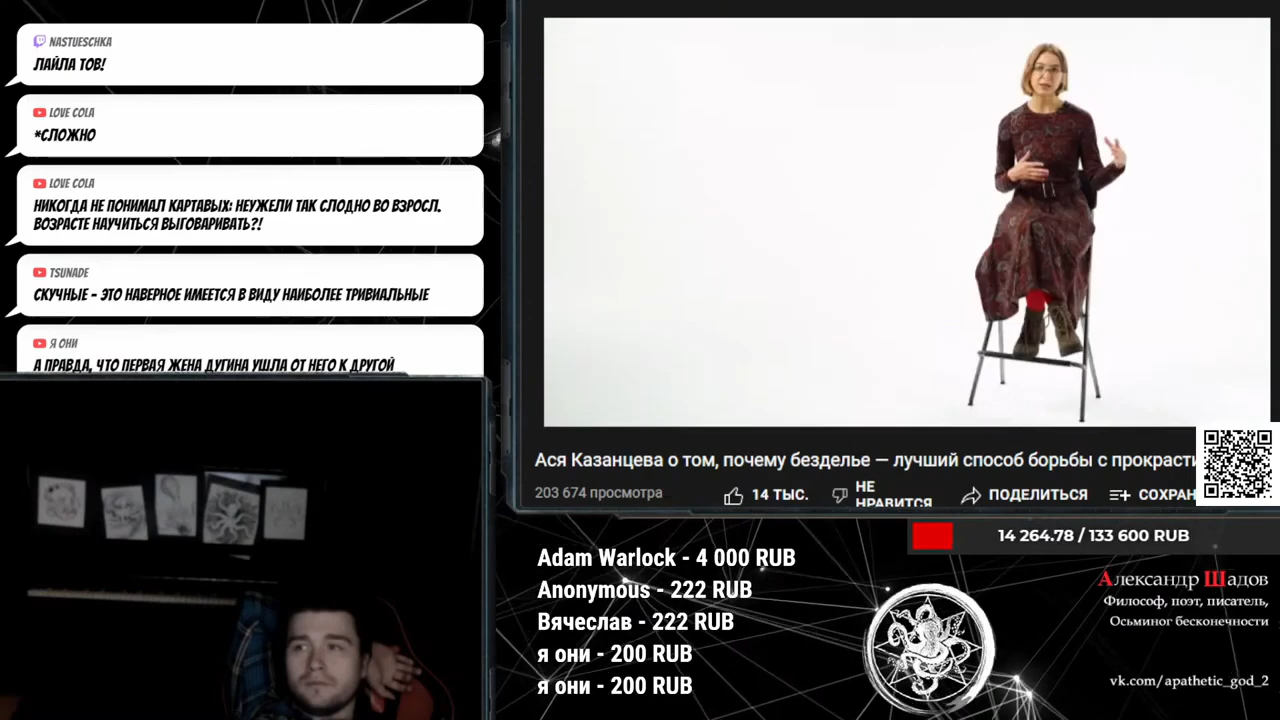 NASTUESCHKA
ЛАЙЛА ТОВ!
LOVE COLA
*СЛОЖНО
LOVE COLA
НИКОГДА НЕ ПОНИМАЛ КАРТАВЫХ: НЕУЖЕЛИ ТАК СЛОДНО ВО ВЗРОСЛ.
ВОЗРАСТЕ НАУЧИТЬСЯ ВЫГОВАРИВАТЬ?!
TSUNADE
СКУЧНЫЕ - ЭТО НАВЕРНОЕ ИМЕЕТСЯ В ВИДУ НАИБОЛЕЕ ТРИВИАЛЬНЫЕ
Я ОНИ
А ПРАВДА, ЧТО ПЕРВАЯ ЖЕНА ДУГИНА УШЛА ОТ НЕГО К ДРУГОЙ
Ася Казанцева о том, почему безделье — лучший способ борьбы с прокрасти
203 674 просмотра
14 ТЫС.
НЕ
НРАВИТСЯ
ПОДЕЛИТЬСЯ
СОХРАН
14 264.78 / 133 600 RUB
Adam Warlock - 4 000 RUB
Anonymous - 222 RUB
Вячеслав - 222 RUB
я они - 200 RUB
я они - 200 RUB
Александр Шадов
Философ, поэт, писатель,
Осьминог бесконечности
vk.com/apathetic_god_2